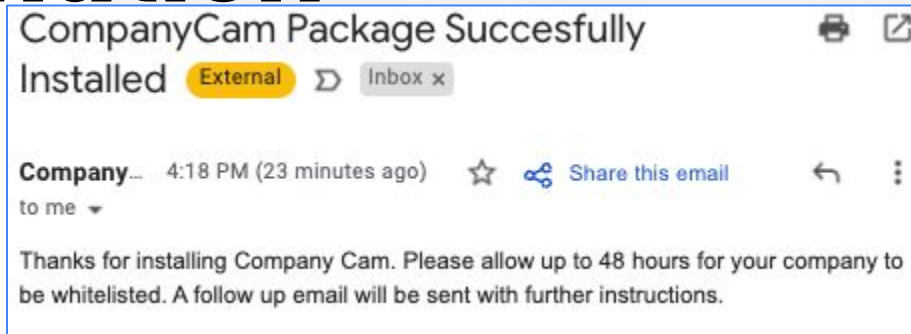 CompanyCam Package Succesfully
Installed External Inbox x
Company... 4:18 PM (23 minutes ago) Share this email
to me
Thanks for installing Company Cam. Please allow up to 48 hours for your company to
be whitelisted. A follow up email will be sent with further instructions.